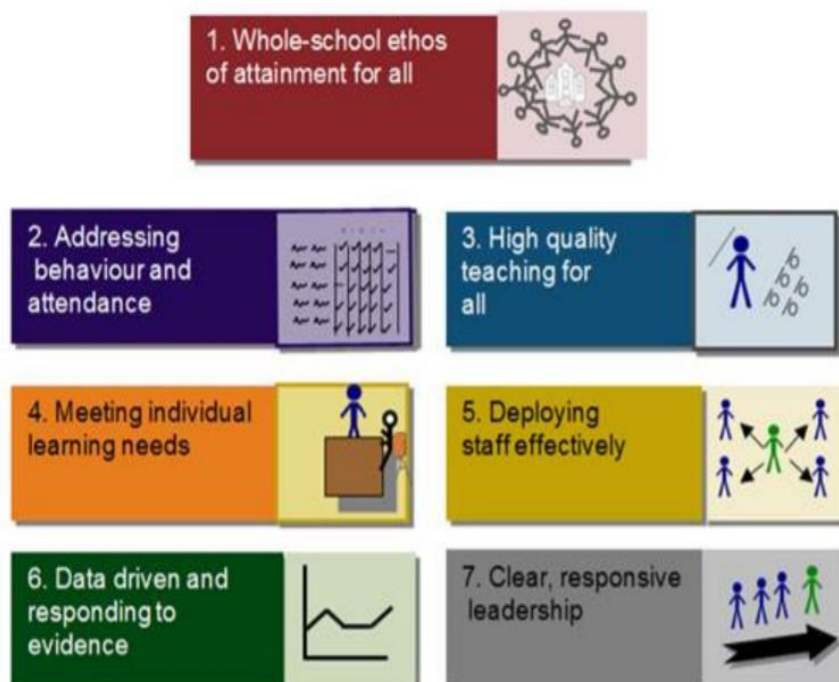 1. Whole-school ethos
of attainment for all
2. Addressing
behaviour and
attendance
3. High quality
teaching for
all
4. Meeting individual
learning needs
5. Deploying
staff effectively
6. Data driven and
responding to
evidence
7. Clear, responsive
leadership